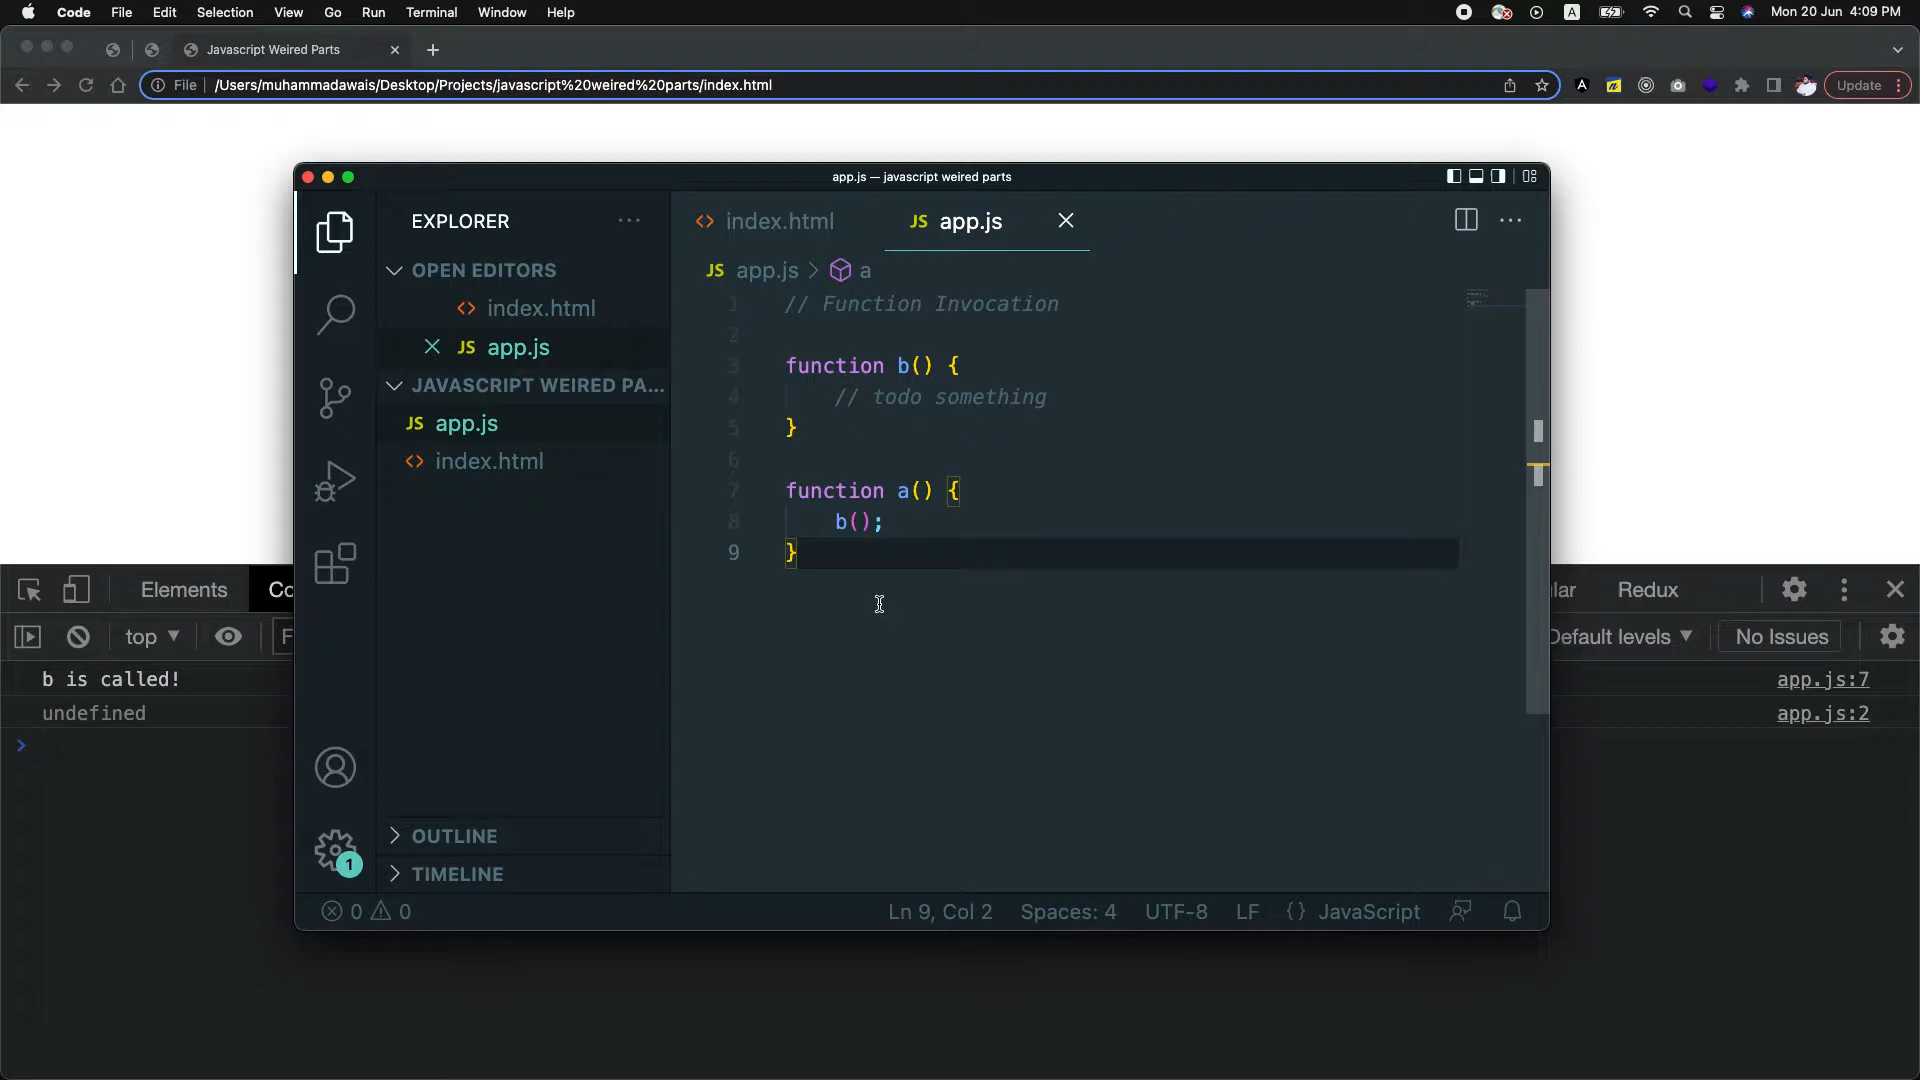 Code File Edit Selection View Go Run Terminal Window Help A Mon 20 Jun 4:09 PM
Javascript Weired Parts
File /Users/muhammadawais/Desktop/Projects/javascript%20weired%20parts/index.html Update
app.js — javascript weired parts
EXPLORER
index.html
JS app.js
OPEN EDITORS
index.html
JS app.js
JAVASCRIPT WEIRED PA...
JS app.js
index.html
OUTLINE
TIMELINE
1
JS app.js > a
1 // Function Invocation
2
3 function b() {
4 // todo something
5 }
6
7 function a() {
8 b();
9 }
0 0 Ln 9, Col 2 Spaces: 4 UTF-8 LF {} JavaScript
Elements Co lar Redux
top F Default levels No Issues
b is called! app.js:7
undefined app.js:2
>